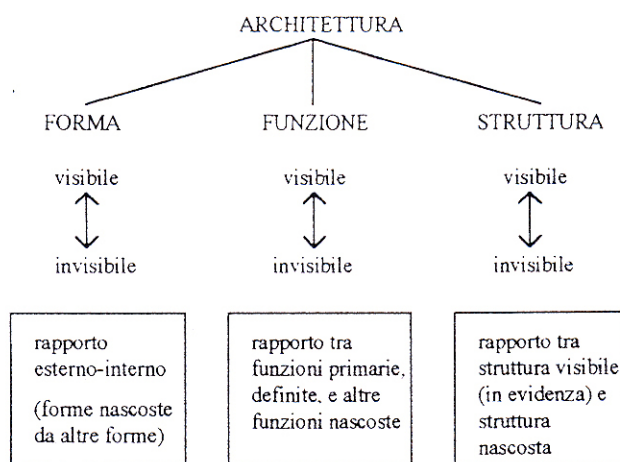 ARCHITETTURA
FORMA
FUNZIONE
STRUTTURA
visibile
visibile
visibile
invisibile
invisibile
invisibile
rapporto
esterno-interno
(forme nascoste
da altre forme)
rapporto tra
funzioni primarie,
definite, e altre
funzioni nascoste
rapporto tra
struttura visibile
(in evidenza) e
struttura
nascosta